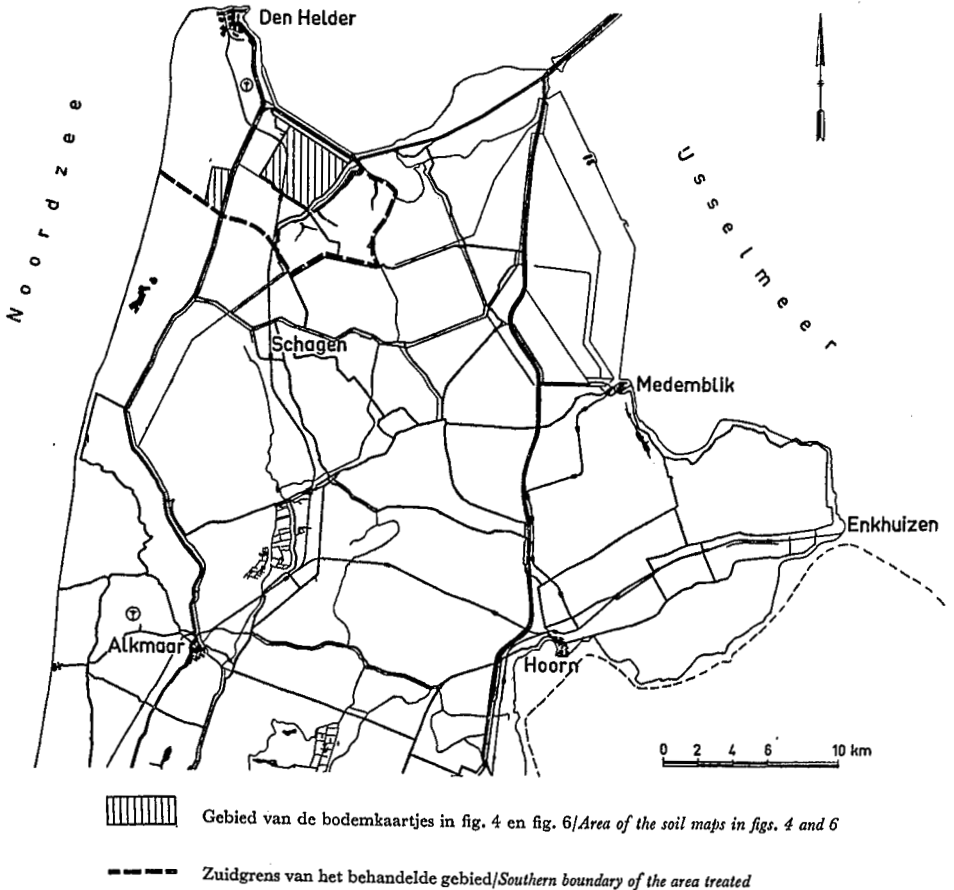 Den Helder
Noordzee
IJsselmeer
Schagen
Medemblik
Enkhuizen
Alkmaar
Hoorn
0 2 4 6 10 km
Gebied van de bodemkaartjes in fig. 4 en fig. 6/Area of the soil maps in figs. 4 and 6
Zuidgrens van het behandelde gebied/Southern boundary of the area treated